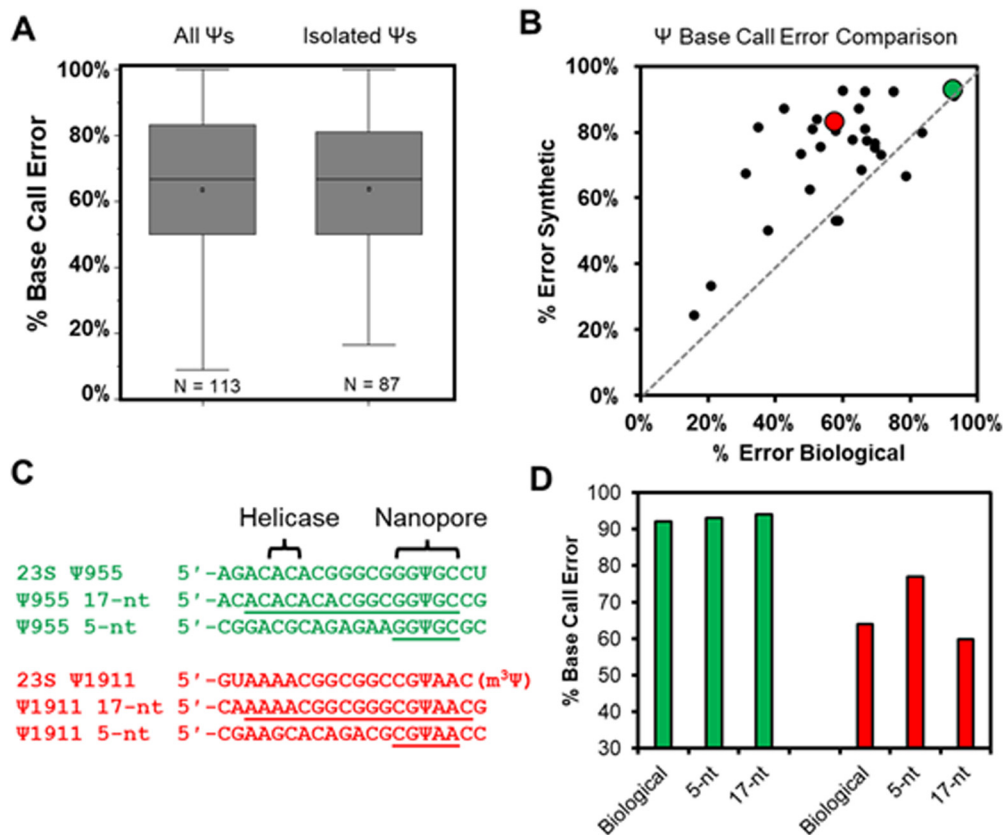 A
All Ψs
Isolated Ψs
% Base Call Error
100%
80%
60%
40%
20%
0%
N = 113
N = 87
B
Ψ Base Call Error Comparison
% Error Synthetic
100%
80%
60%
40%
20%
0%
0% 20% 40% 60% 80% 100%
% Error Biological
C
Helicase Nanopore
23S Ψ955 5′-AGACACACGGGCGGGΨGCCU
Ψ955 17-nt 5′-ACACACACACGGCGGΨGCCG
Ψ955 5-nt 5′-CGGACGCAGAGAAGGΨGCGC
23S Ψ1911 5′-GUAAAACGGCGGCCGΨAAC(m³Ψ)
Ψ1911 17-nt 5′-CAAAAACGGCGGGCGΨAACG
Ψ1911 5-nt 5′-CGAAGCACAGACGCGΨAACC
D
% Base Call Error
100
90
80
70
60
50
40
30
Biological
5-nt
17-nt
Biological
5-nt
17-nt